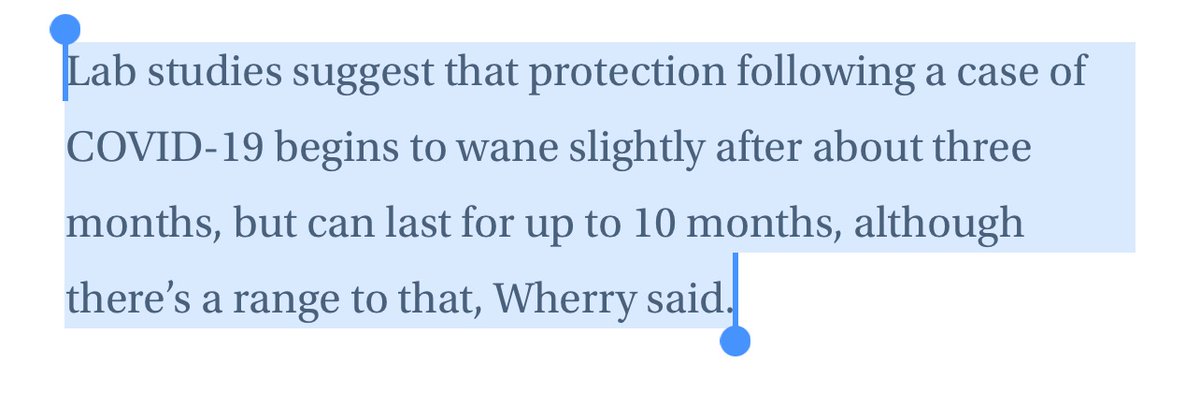 Lab studies suggest that protection following a case of
COVID-19 begins to wane slightly after about three
months, but can last for up to 10 months, although
there’s a range to that, Wherry said.